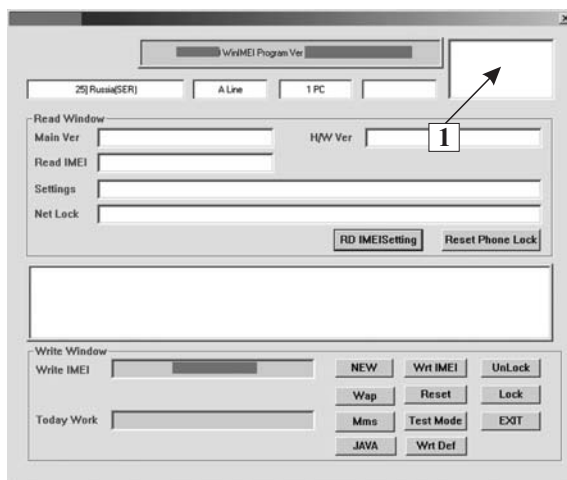 WinIMEI Program Ver
25] Russia(SER) A Line 1 PC
1
Read Window
Main Ver H/W Ver
Read IMEI
Settings
Net Lock
RD IMEISetting Reset Phone Lock
Write Window
Write IMEI NEW Wrt IMEI UnLock
Wap Reset Lock
Today Work Mms Test Mode EXIT
JAVA Wrt Def